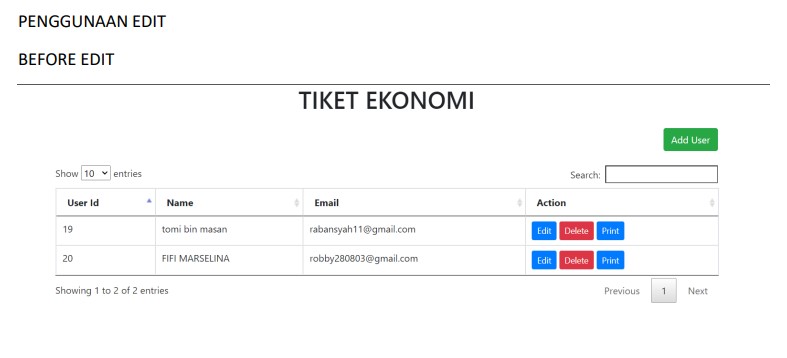 PENGGUNAAN EDIT
BEFORE EDIT
TIKET EKONOMI
Add User
Show 10 entries Search:
User Id Name Email Action
19 tomi bin masan rabansyah11@gmail.com Edit Delete Print
20 FIFI MARSELINA robby280803@gmail.com Edit Delete Print
Showing 1 to 2 of 2 entries Previous 1 Next